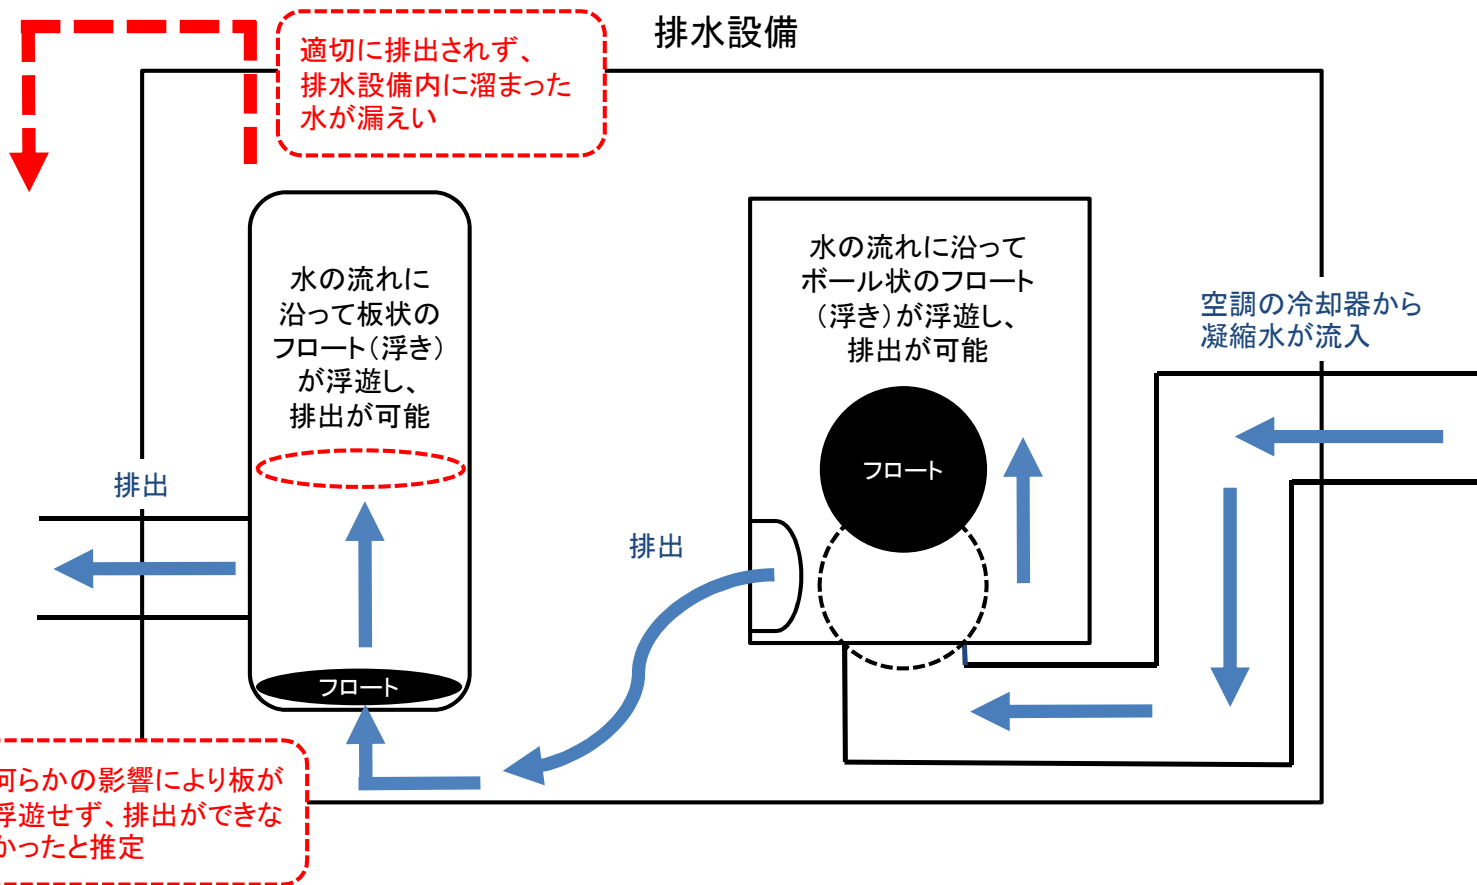 排水設備
適切に排出されず、
排水設備内に溜まった
水が漏えい
水の流れに
沿って板状の
フロート(浮き)
が浮遊し、
排出が可能
水の流れに沿って
ボール状のフロート
(浮き)が浮遊し、
排出が可能
空調の冷却器から
凝縮水が流入
フロート
排出
排出
フロート
何らかの影響により板が
浮遊せず、排出ができな
かったと推定